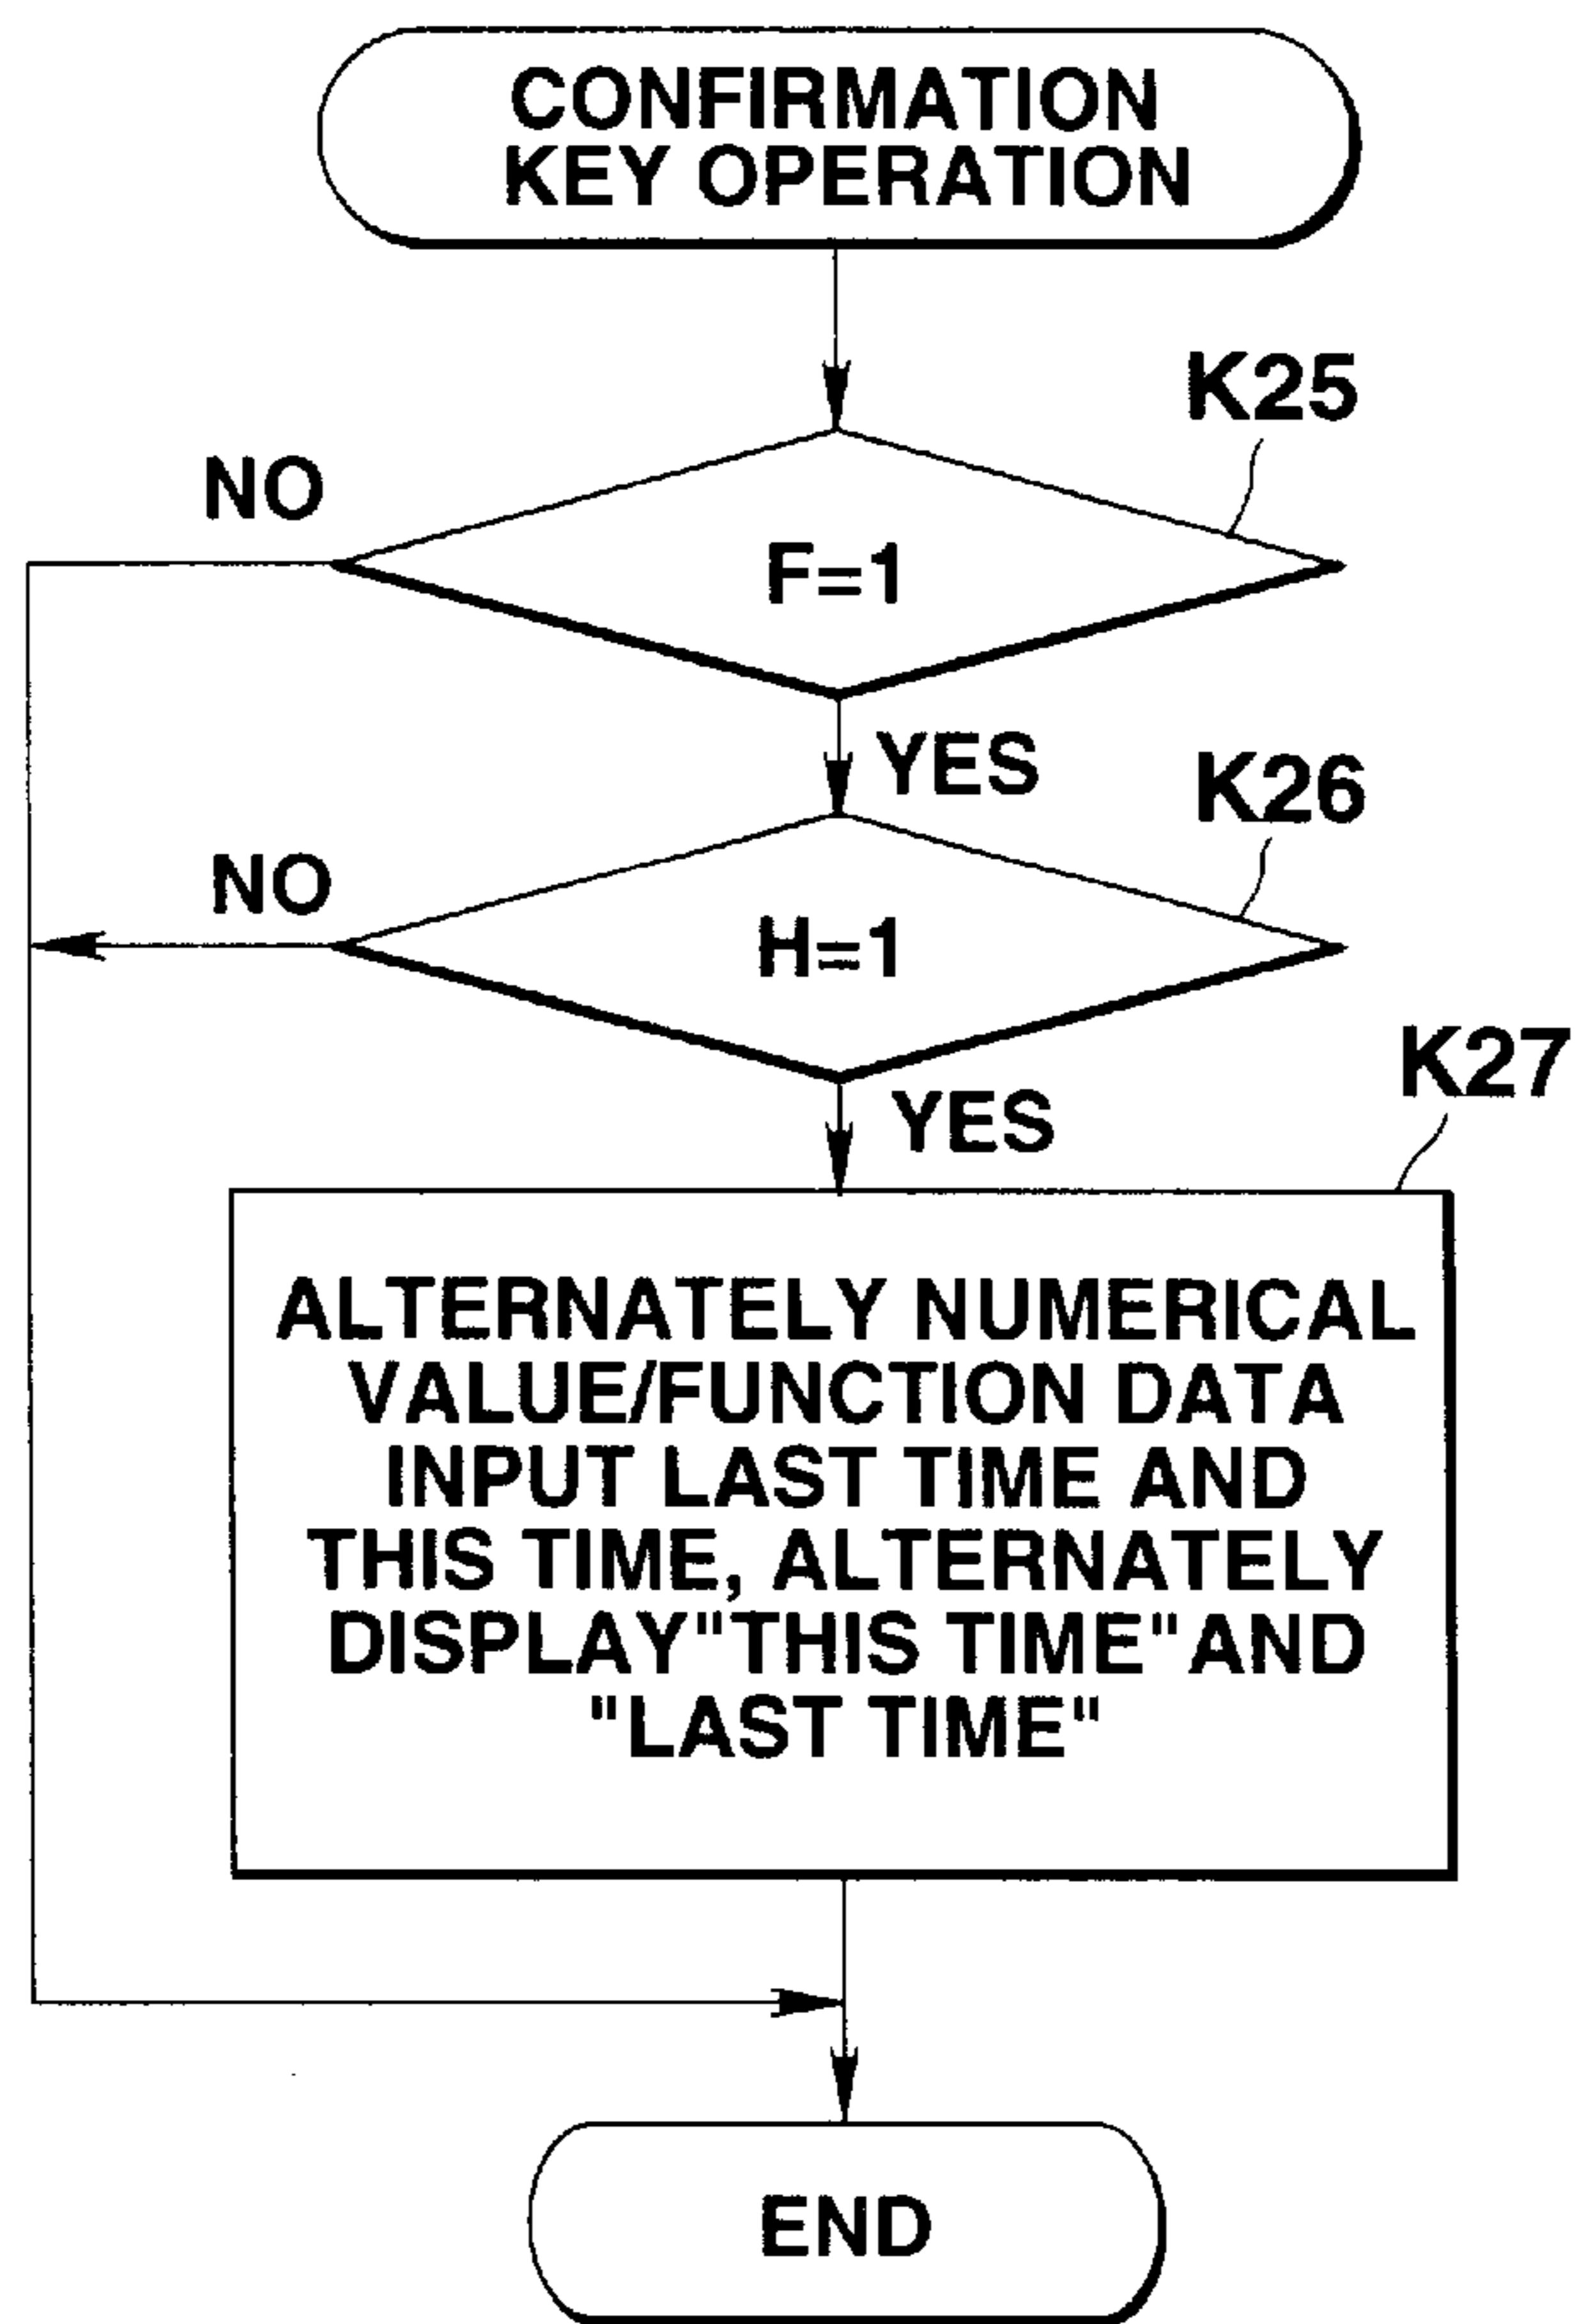 CONFIRMATION
KEY OPERATION
K25
NO
F=1
YES
K26
NO
H=1
K27
YES
ALTERNATELY NUMERICAL
VALUE/FUNCTION DATA
INPUT LAST TIME AND
THIS TIME, ALTERNATELY
DISPLAY"THIS TIME"AND
"LAST TIME"
END